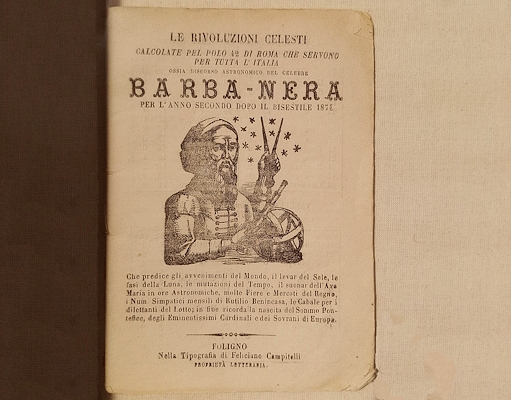 LE RIVOLUZIONI CELESTI
CALCOLATE PEL POLO 42 DI ROMA CHE SERVONO
PER TUTTA L'ITALIA
OSSIA DISCORSO ASTRONOMICO DEL CELEBRE
BARBA-NERA
PER L'ANNO SECONDO DOPO IL BISESTILE 1874.
Che predice gli avvenimenti del Mondo, il levar del Sole, le
fasi della Luna, le mutazioni del Tempo, il suonar dell'Ave
Maria in ore Astronomiche, molte Fiere e Mercati del Regno,
i Num. Simpatici mensili di Rutilio Benincasa, le Cabale per i
dilettanti del Lotto; in fine ricorda la nascita del Sommo Pon-
tefice, degli Eminentissimi Cardinali e dei Sovrani di Europa.
FOLIGNO
Nella Tipografia di Feliciano Campitelli
PROPRIETÀ LETTERARIA.